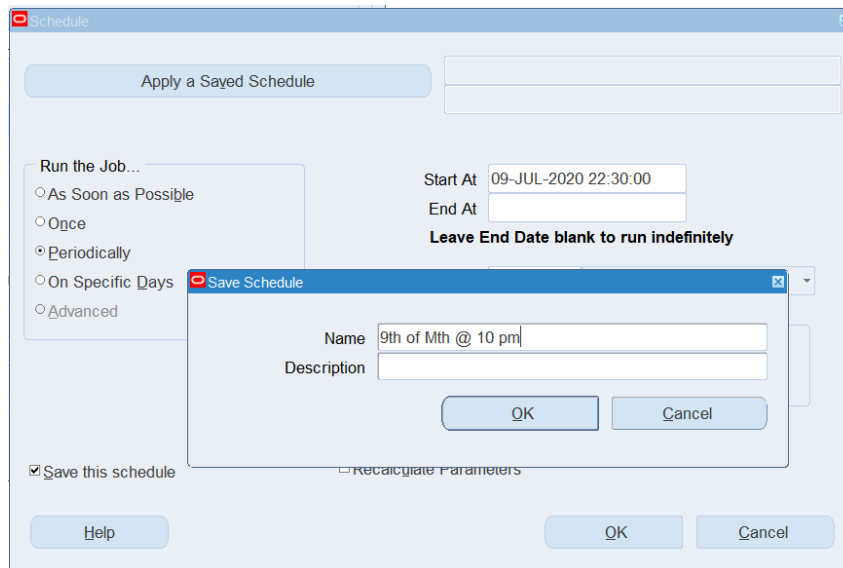 Schedule
Apply a Saved Schedule
Run the Job...
As Soon as Possible
Once
Periodically
On Specific Days
Advanced
Start At 09-JUL-2020 22:30:00
End At
Leave End Date blank to run indefinitely
Save Schedule
Name 9th of Mth @ 10 pm
Description
OK Cancel
Save this schedule
Recalculate Parameters
Help OK Cancel